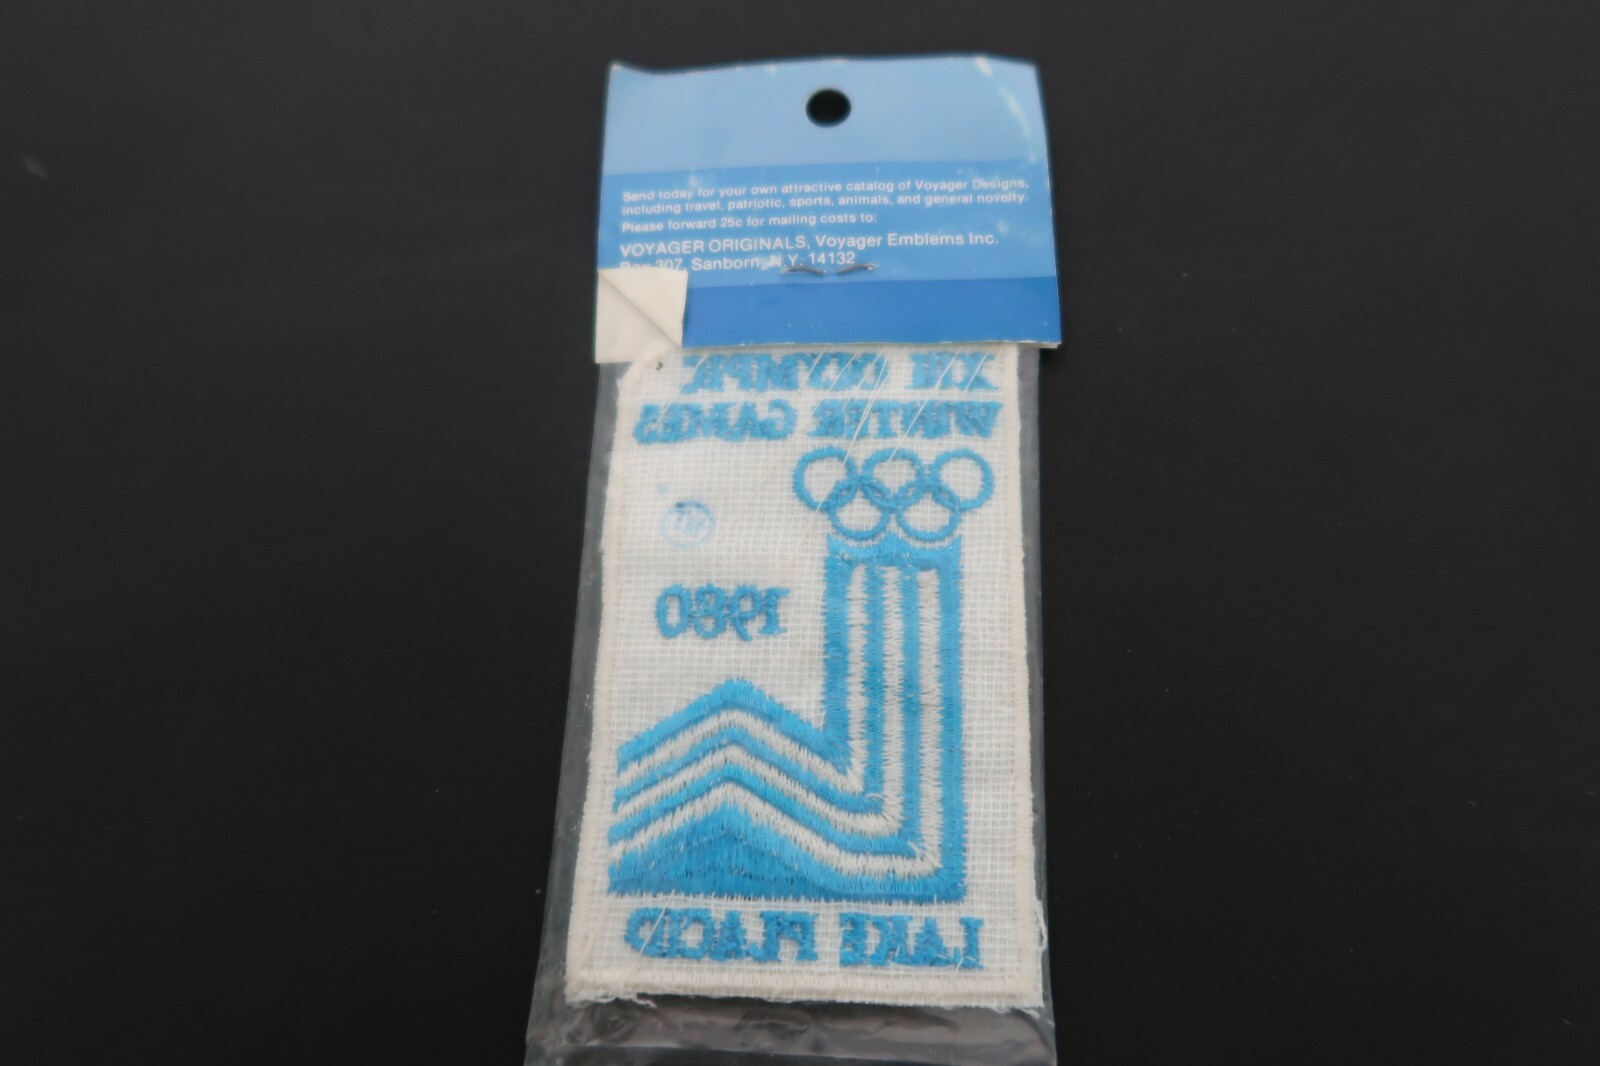 Send today for your own attractive catalog of Voyager Designs,
including travel, patriotic, sports, animals, and general novelty.
Please forward 25c for mailing costs to:
VOYAGER ORIGINALS, Voyager Emblems Inc.
Box 307, Sanborn, N.Y. 14132
XIII OLYMPIC
WINTER GAMES
1980
LAKE PLACID